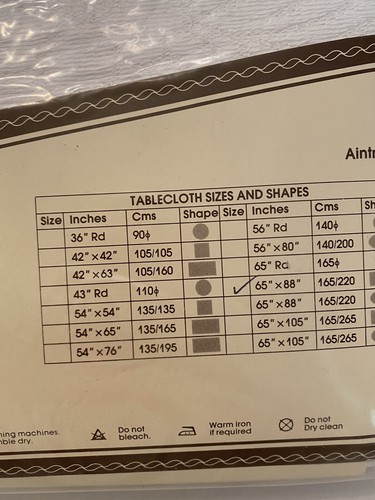 Aintr
TABLECLOTH SIZES AND SHAPES
Size Inches Cms Shape Size Inches Cms Sh
36" Rd 90ϕ 56" Rd 140ϕ
42" × 42" 105/105 56" × 80" 140/200
42" × 63" 105/160 65" Rd 165ϕ
43" Rd 110ϕ ✓ 65" × 88" 165/220
54" × 54" 135/135 65" × 88" 165/220
54" × 65" 135/165 65" × 105" 165/265
54" × 76" 135/195 65" × 105" 165/265
ning machines. Do not Warm iron Do not
mble dry. bleach. if required Dry clean